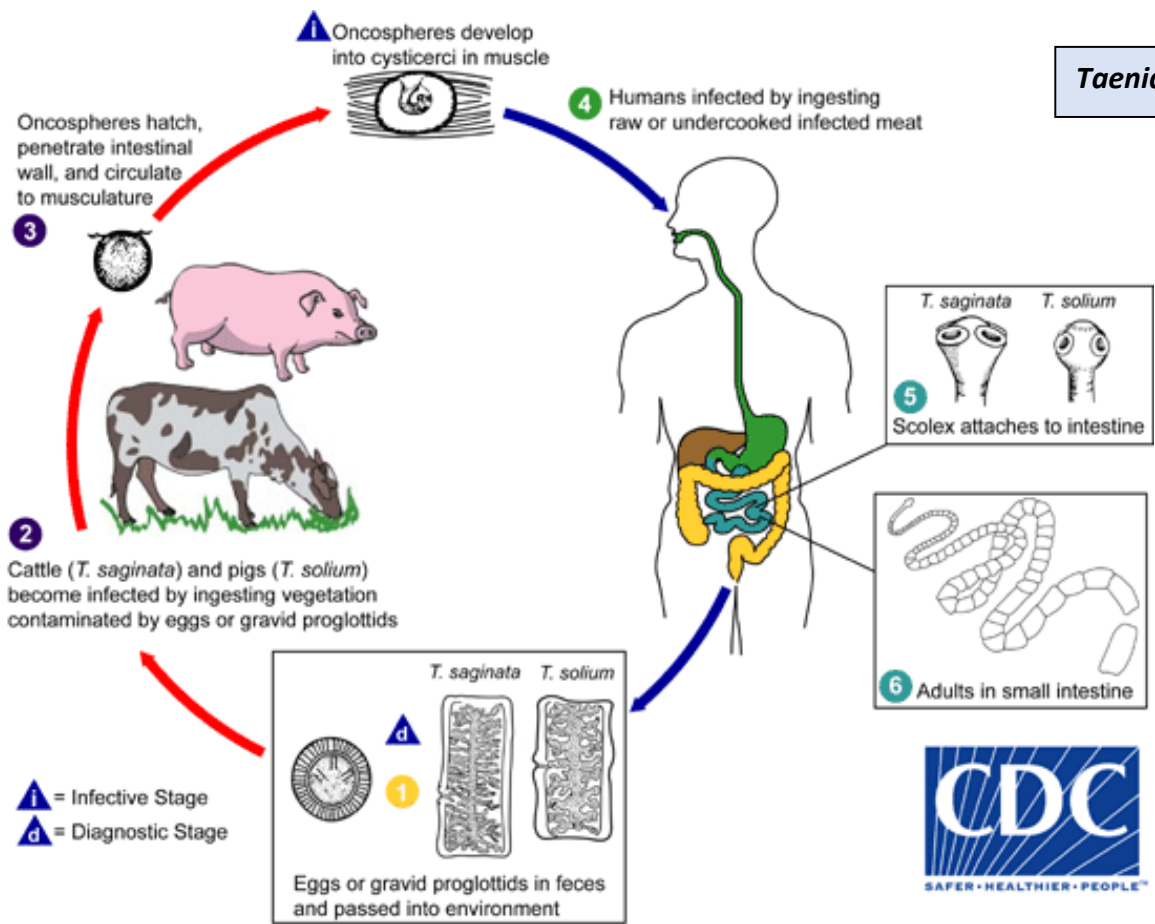 i
Oncospheres develop
into cysticerci in muscle
Taenia
4
Humans infected by ingesting
raw or undercooked infected meat
Oncospheres hatch,
penetrate intestinal
wall, and circulate
to musculature
3
T. saginata T. solium
5
Scolex attaches to intestine
2
Cattle (T. saginata) and pigs (T. solium)
become infected by ingesting vegetation
contaminated by eggs or gravid proglottids
6 Adults in small intestine
T. saginata T. solium
d
1
Eggs or gravid proglottids in feces
and passed into environment
i = Infective Stage
d = Diagnostic Stage
CDC
SAFER·HEALTHIER·PEOPLE™